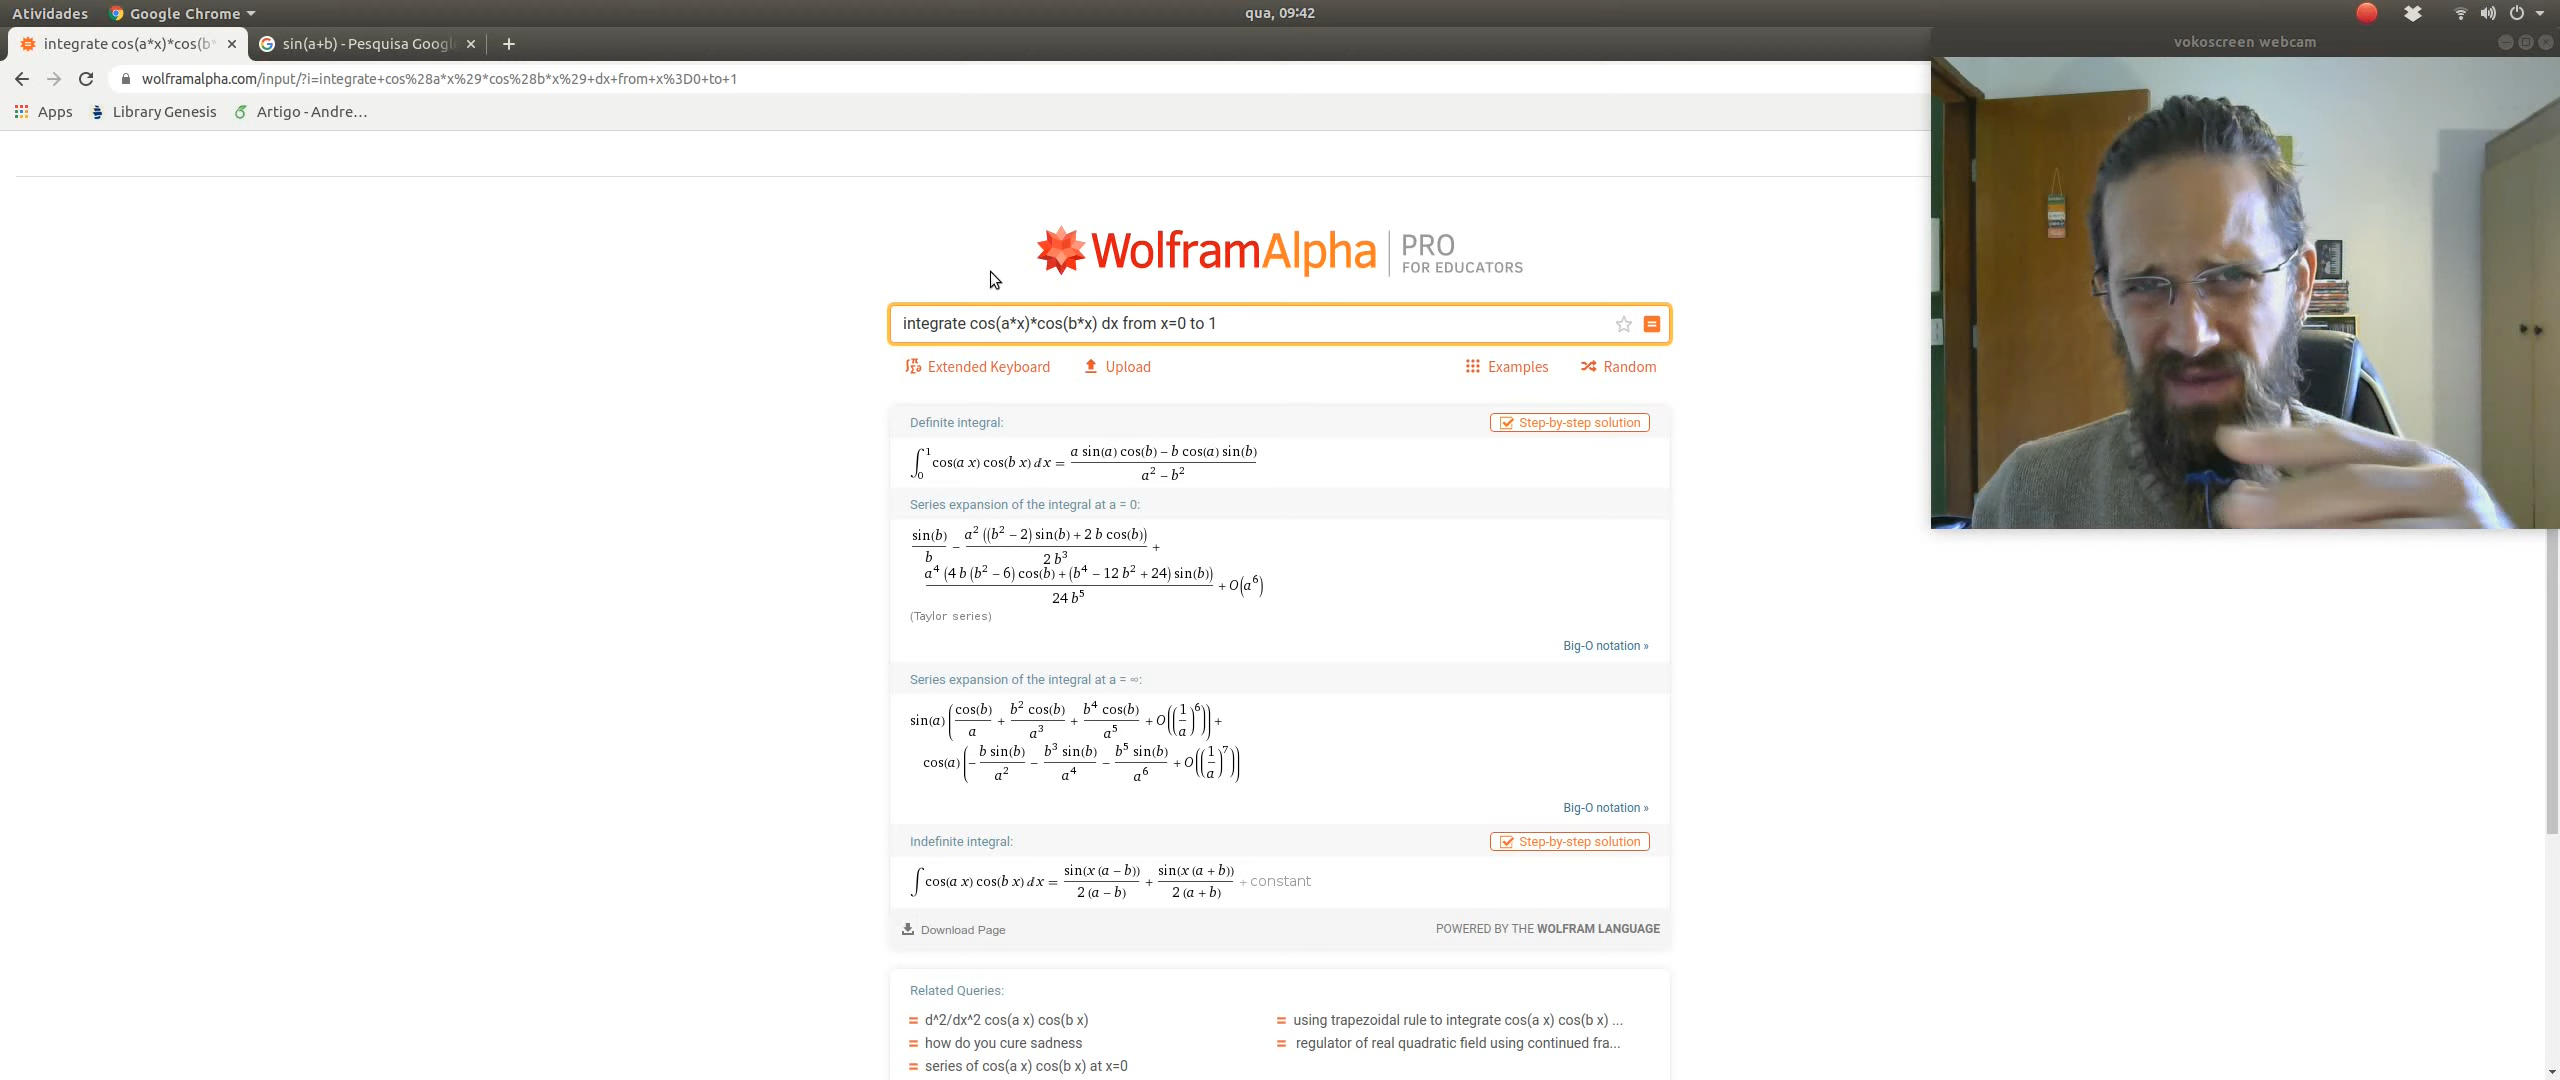 Atividades Google Chrome qua, 09:42
integrate cos(a*x)*cos(b* sin(a+b) - Pesquisa Googl vokoscreen webcam
wolframalpha.com/input/?i=integrate+cos%28a*x%29*cos%28b*x%29+dx+from+x%3D0+to+1
Apps Library Genesis Artigo - Andre…
WolframAlpha PRO
FOR EDUCATORS
integrate cos(a*x)*cos(b*x) dx from x=0 to 1
Extended Keyboard Upload Examples Random
Definite integral: Step-by-step solution
∫₀¹ cos(a x) cos(b x) dx = (a sin(a) cos(b) − b cos(a) sin(b)) / (a² − b²)
Series expansion of the integral at a = 0:
sin(b)/b − a² ((b² − 2) sin(b) + 2 b cos(b)) / (2 b³) +
a⁴ (4 b (b² − 6) cos(b) + (b⁴ − 12 b² + 24) sin(b)) / (24 b⁵) + O(a⁶)
(Taylor series)
Big-O notation »
Series expansion of the integral at a = ∞:
sin(a) (cos(b)/a + b² cos(b)/a³ + b⁴ cos(b)/a⁵ + O((1/a)⁶)) +
cos(a) (− b sin(b)/a² − b³ sin(b)/a⁴ − b⁵ sin(b)/a⁶ + O((1/a)⁷))
Big-O notation »
Indefinite integral: Step-by-step solution
∫ cos(a x) cos(b x) dx = sin(x (a − b)) / (2 (a − b)) + sin(x (a + b)) / (2 (a + b)) + constant
Download Page POWERED BY THE WOLFRAM LANGUAGE
Related Queries:
= d^2/dx^2 cos(a x) cos(b x) = using trapezoidal rule to integrate cos(a x) cos(b x) ...
= how do you cure sadness = regulator of real quadratic field using continued fra...
= series of cos(a x) cos(b x) at x=0